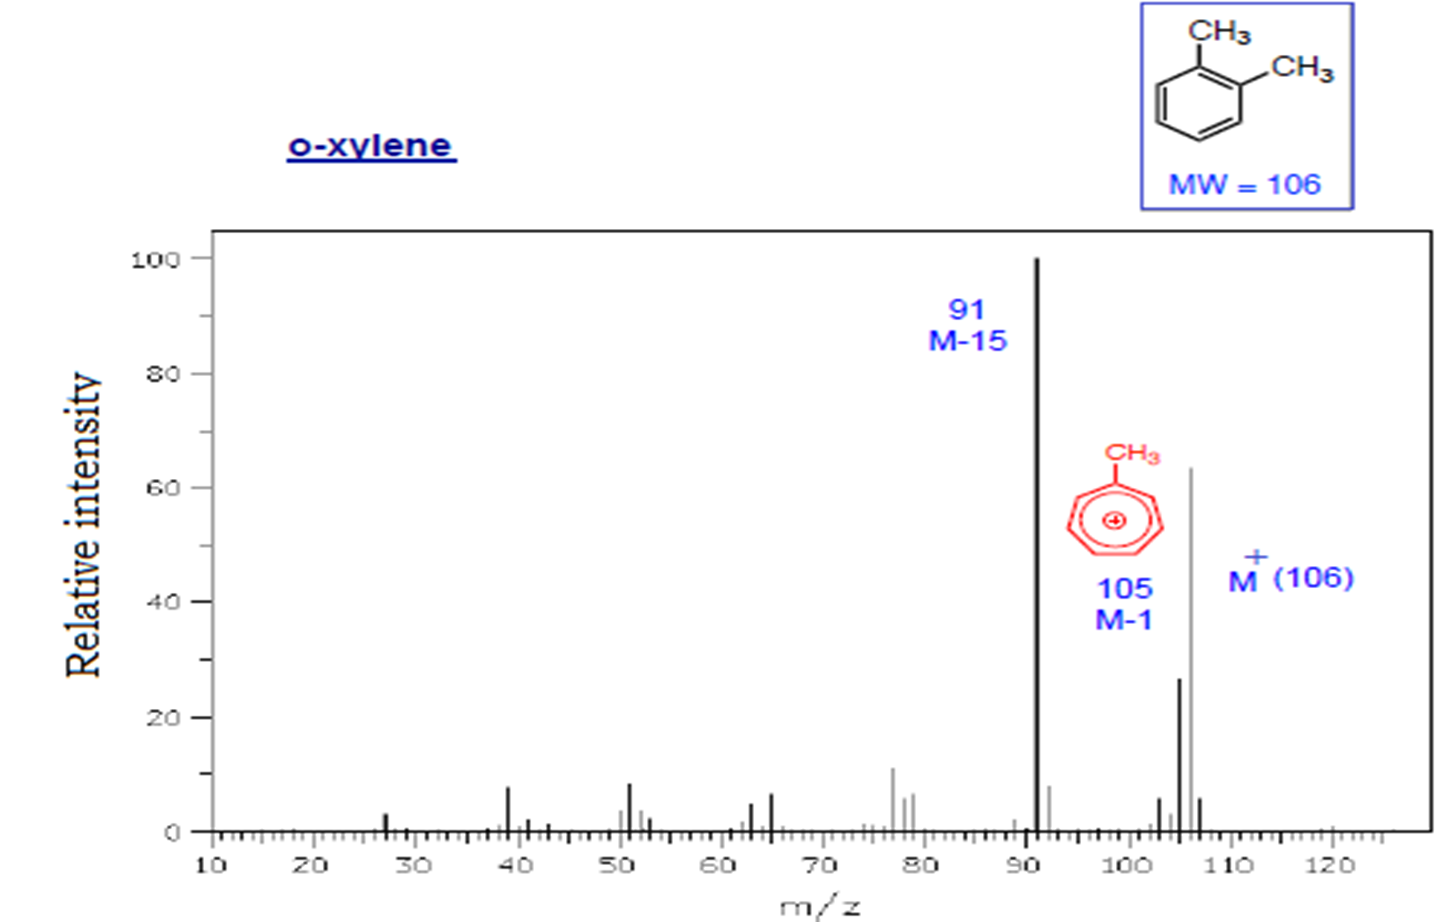 CH3
CH3
MW = 106
o-xylene
Relative intensity
100
80
60
40
20
0
91
M-15
CH3
+
105
M-1
+
M (106)
10 20 30 40 50 60 70 80 90 100 110 120
m/z